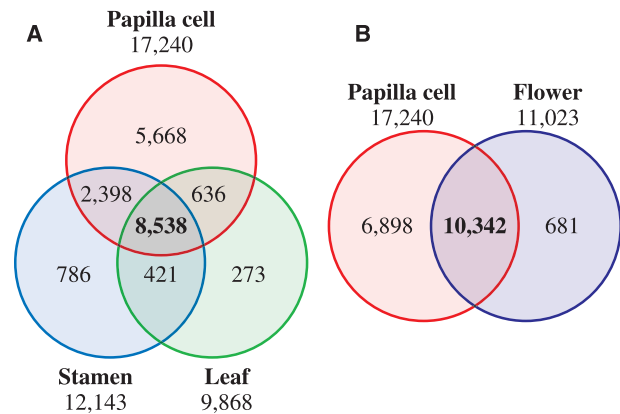 A
Papilla cell
17,240
5,668
2,398
636
8,538
786
421
273
Stamen
12,143
Leaf
9,868
B
Papilla cell
17,240
Flower
11,023
6,898
10,342
681